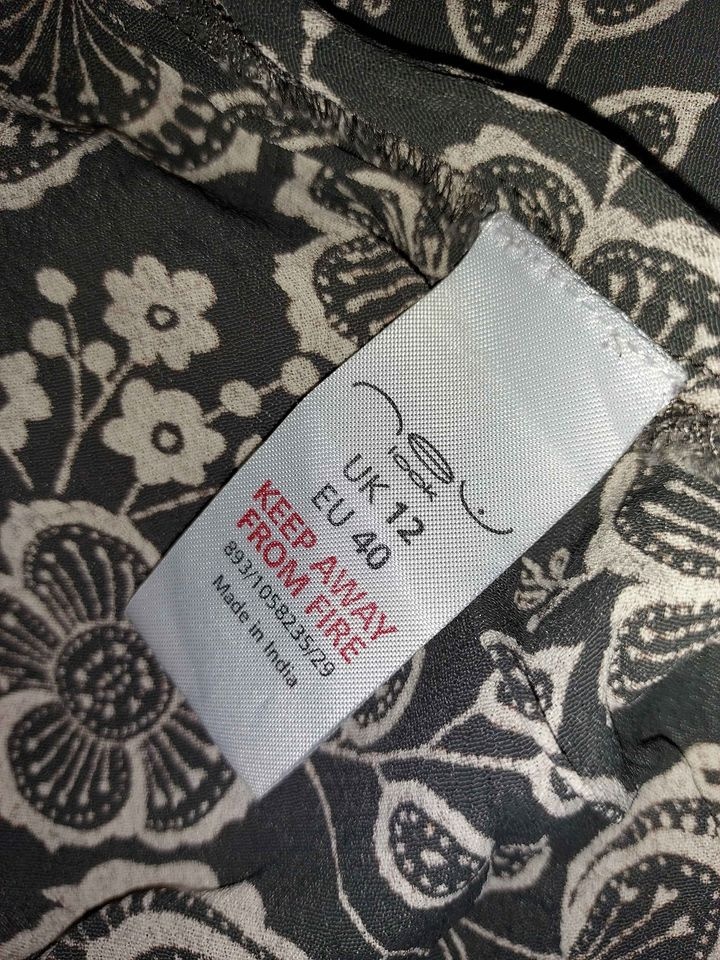 look
UK 12
EU 40
KEEP AWAY
FROM FIRE
893/1058235/29
Made in India